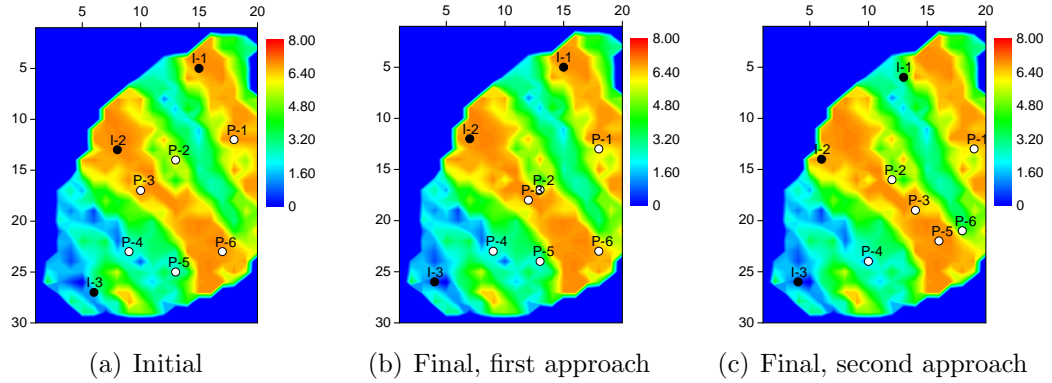 5 10 15 20 5 10 15 20 5 10 15 20
5 10 15 20 25 30
I-1 I-2 I-3 P-1 P-2 P-3 P-4 P-5 P-6
8.00 6.40 4.80 3.20 1.60 0
5 10 15 20 25 30
I-1 I-2 I-3 P-1 P-2 P-3 P-4 P-5 P-6
8.00 6.40 4.80 3.20 1.60 0
5 10 15 20 25 30
I-1 I-2 I-3 P-1 P-2 P-3 P-4 P-5 P-6
8.00 6.40 4.80 3.20 1.60 0
(a) Initial
(b) Final, first approach
(c) Final, second approach